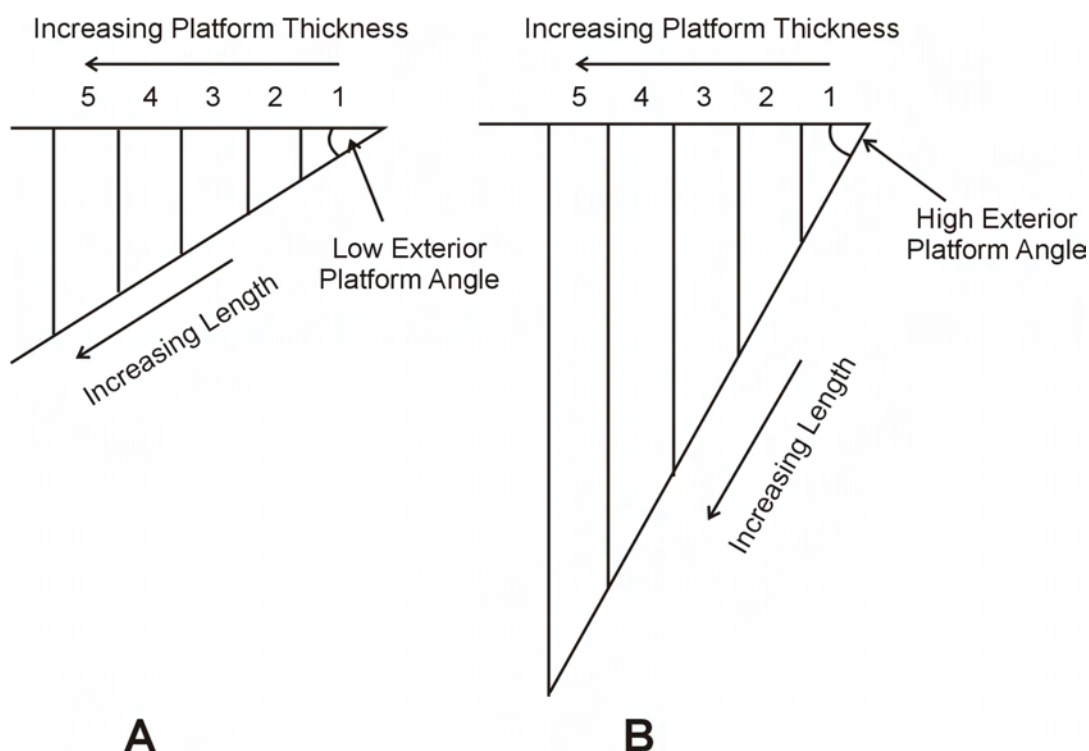 Increasing Platform Thickness
5 4 3 2 1
Low Exterior
Platform Angle
Increasing Length
A
Increasing Platform Thickness
5 4 3 2 1
High Exterior
Platform Angle
Increasing Length
B